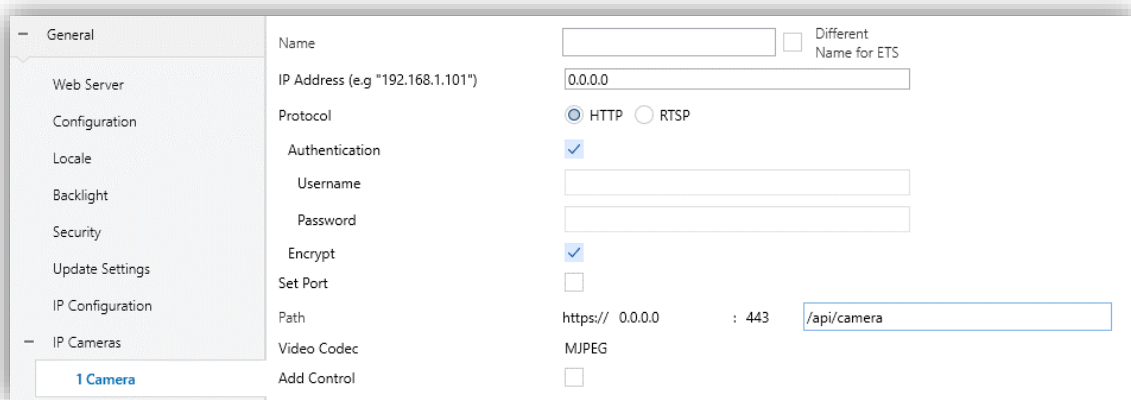 General
Web Server
Configuration
Locale
Backlight
Security
Update Settings
IP Configuration
IP Cameras
1 Camera
Name
Different
Name for ETS
IP Address (e.g "192.168.1.101")
0.0.0.0
Protocol
HTTP
RTSP
Authentication
Username
Password
Encrypt
Set Port
Path
https:// 0.0.0.0 : 443 /api/camera
Video Codec
MJPEG
Add Control